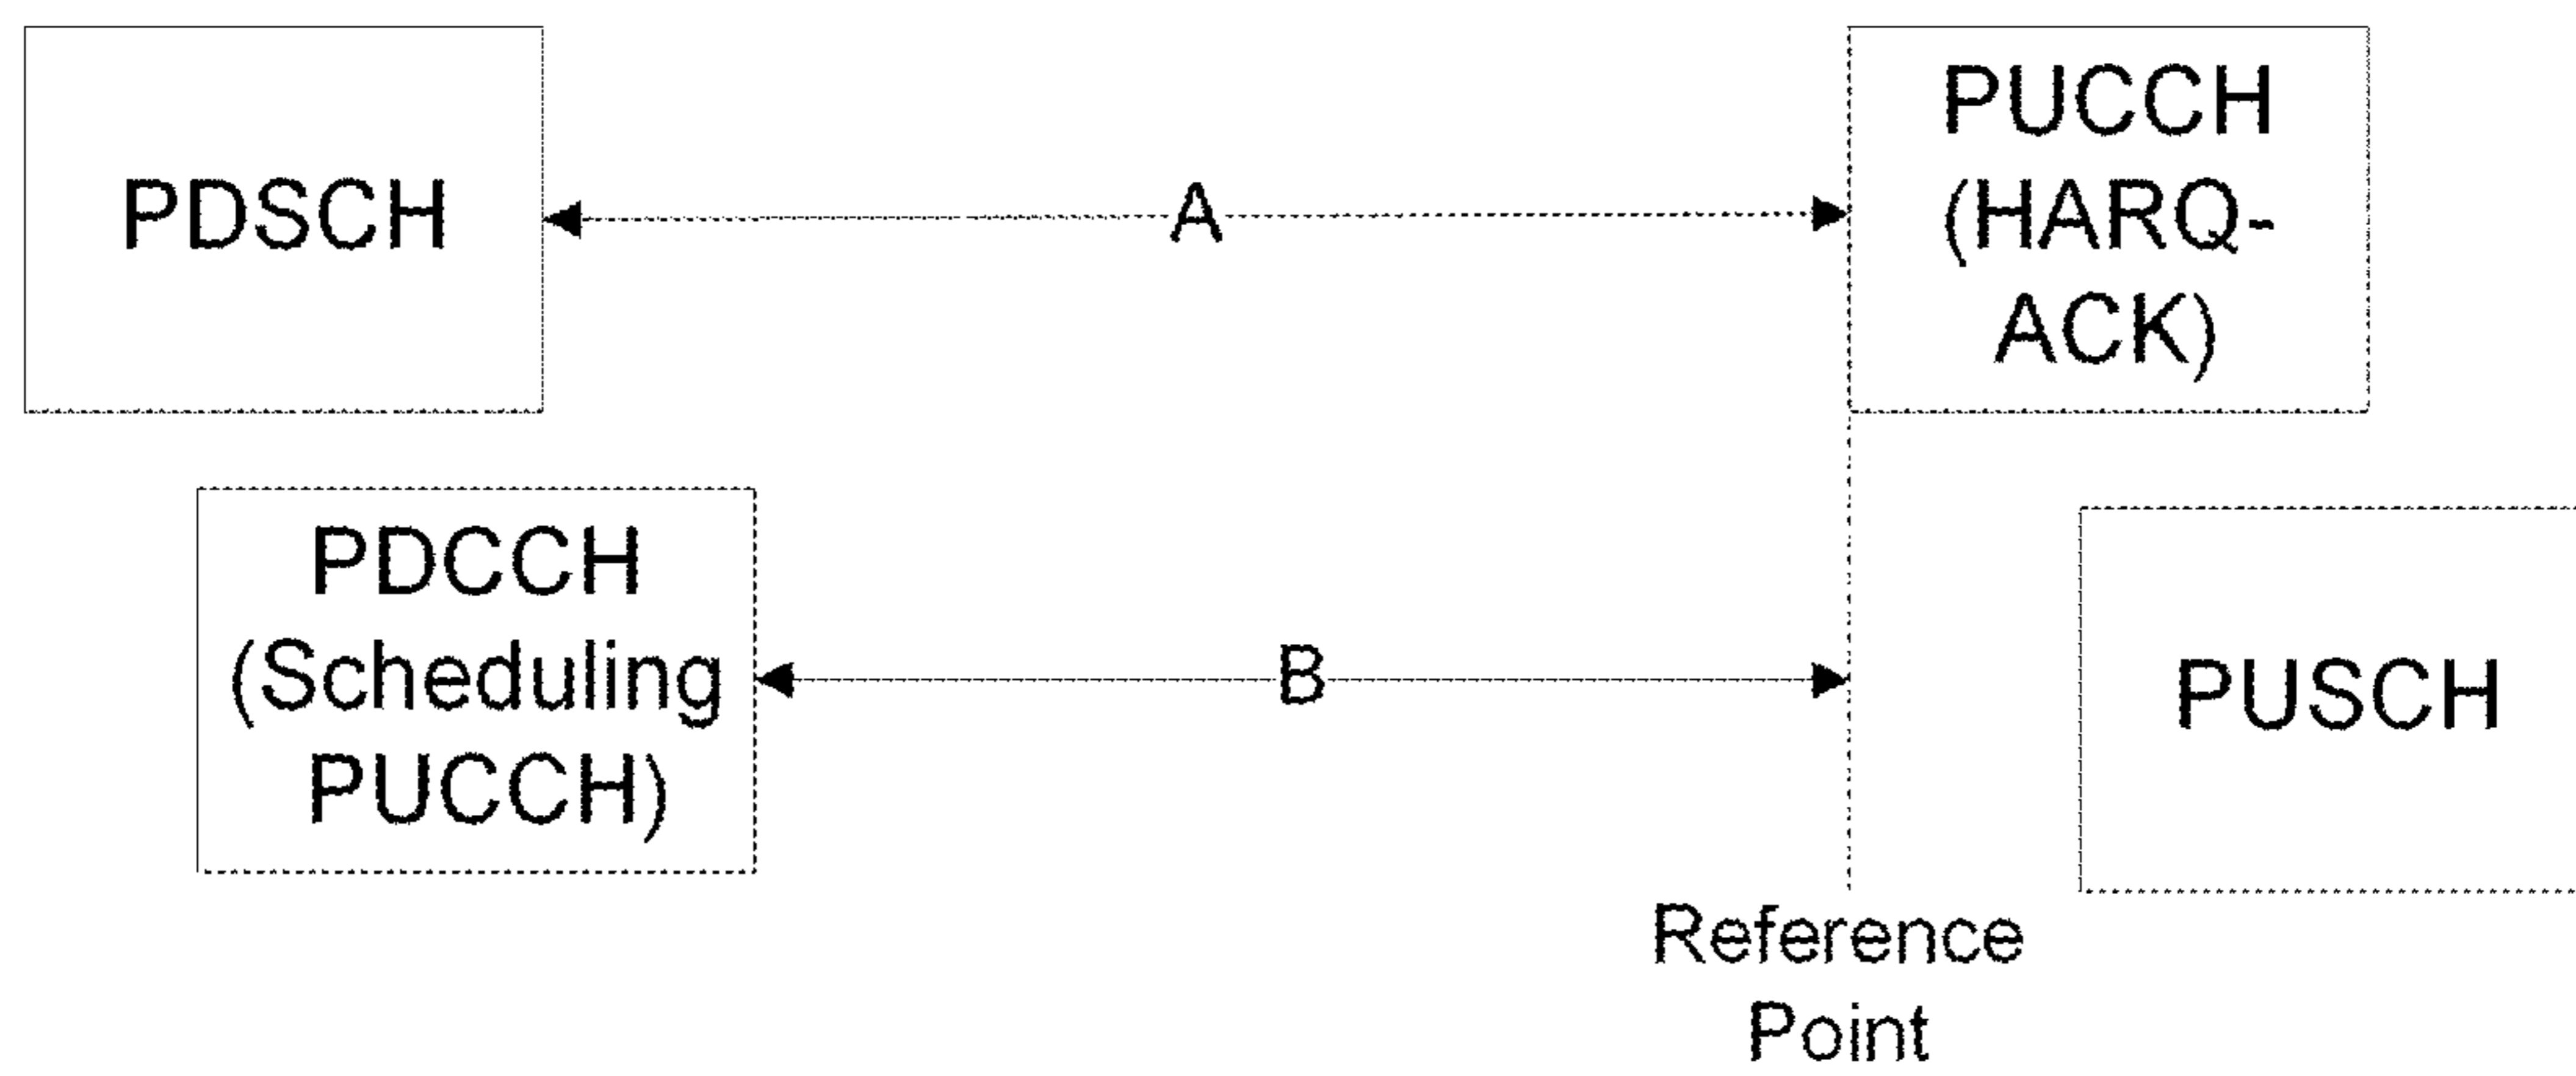 PDSCH
A
PUCCH
(HARQ-
ACK)
PDCCH
(Scheduling
PUCCH)
B
PUSCH
Reference
Point